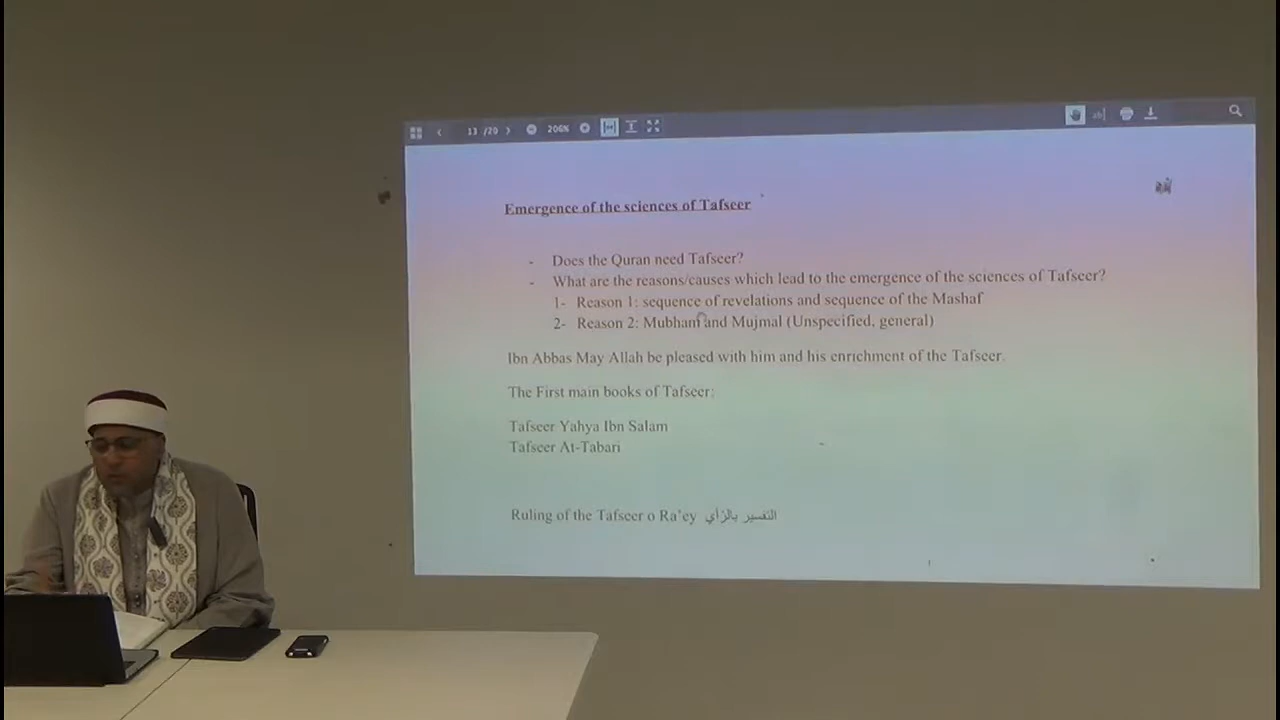 13 /20
206%
Emergence of the sciences of Tafseer
- Does the Quran need Tafseer?
- What are the reasons/causes which lead to the emergence of the sciences of Tafseer?
1- Reason 1: sequence of revelations and sequence of the Mashaf
2- Reason 2: Mubham and Mujmal (Unspecified, general)
Ibn Abbas May Allah be pleased with him and his enrichment of the Tafseer.
The First main books of Tafseer:
Tafseer Yahya Ibn Salam
Tafseer At-Tabari
Ruling of the Tafseer o Ra'ey التفسير بالرأي